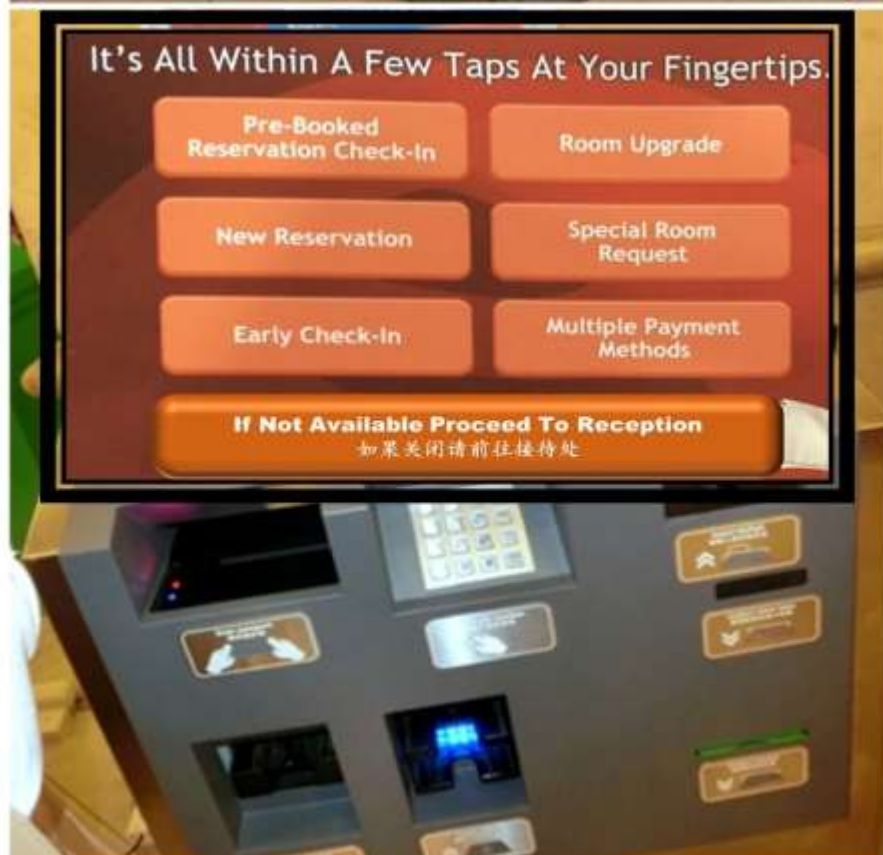 It's All Within A Few Taps At Your Fingertips.
Pre-Booked
Reservation Check-In
Room Upgrade
New Reservation
Special Room
Request
Early Check-In
Multiple Payment
Methods
If Not Available Proceed To Reception
如果关闭请前往接待处